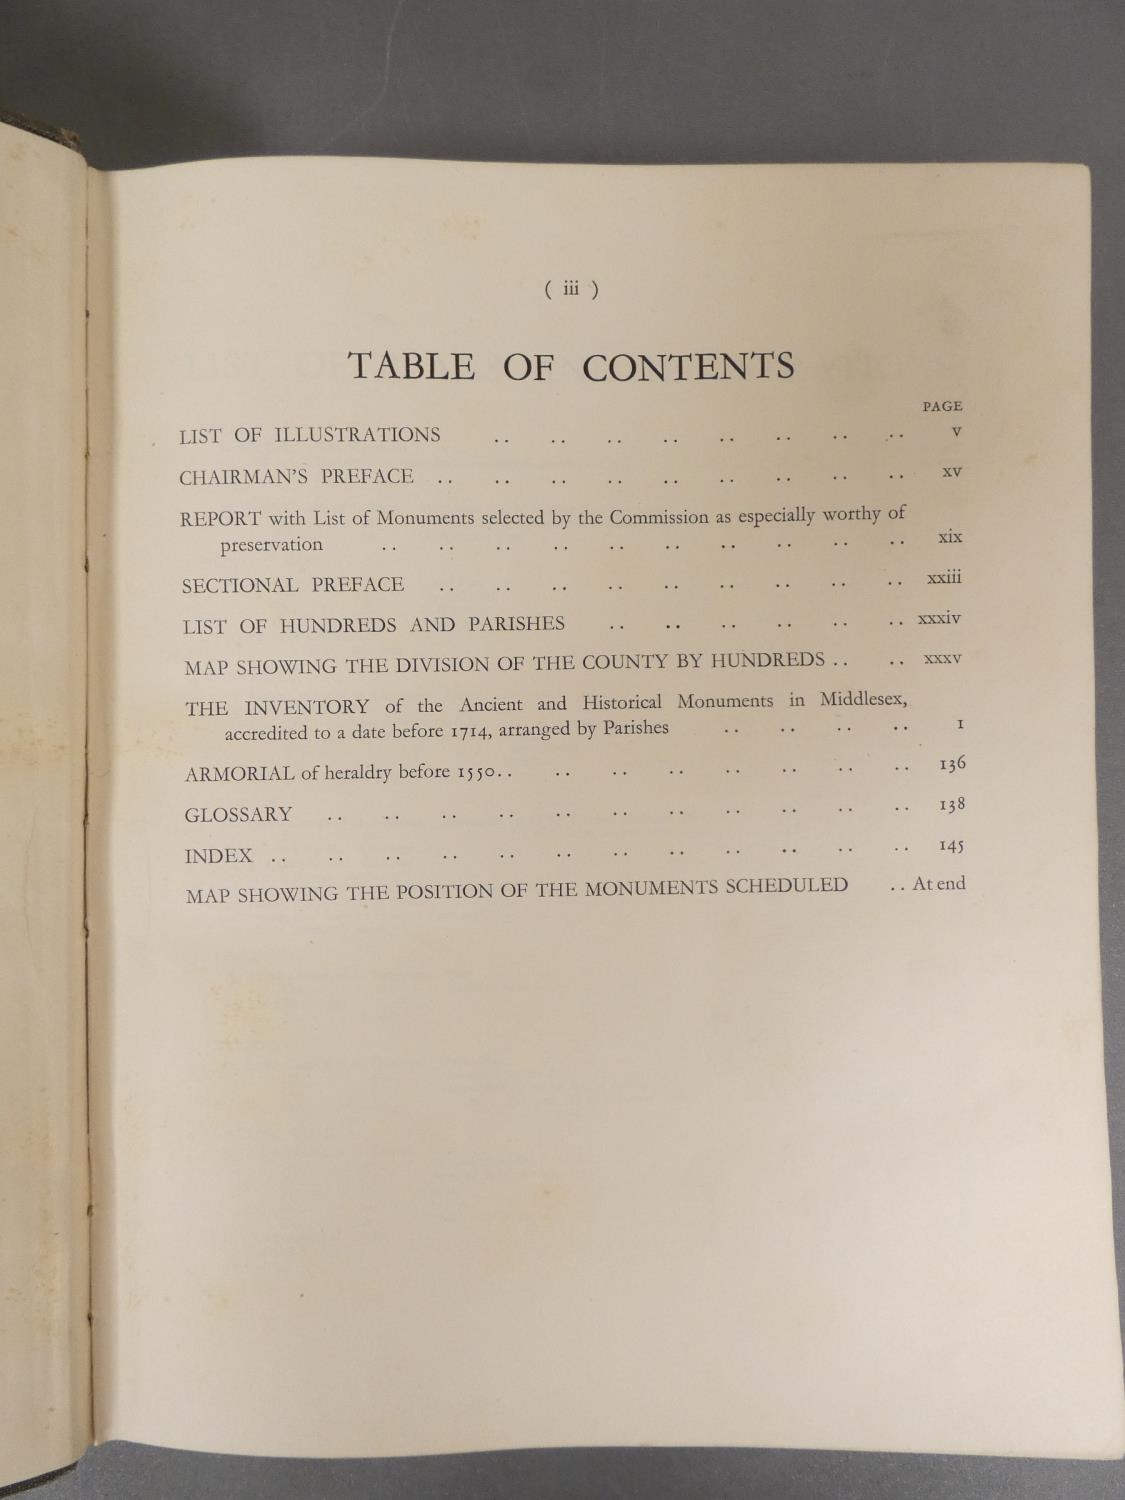 ( iii )
TABLE OF CONTENTS
PAGE
LIST OF ILLUSTRATIONS .. .. .. .. .. .. .. .. v
CHAIRMAN'S PREFACE .. .. .. .. .. .. .. .. .. xv
REPORT with List of Monuments selected by the Commission as especially worthy of
preservation .. .. .. .. .. .. .. .. .. .. xix
SECTIONAL PREFACE .. .. .. .. .. .. .. .. .. xxiii
LIST OF HUNDREDS AND PARISHES .. .. .. .. .. .. xxxiv
MAP SHOWING THE DIVISION OF THE COUNTY BY HUNDREDS .. .. xxxv
THE INVENTORY of the Ancient and Historical Monuments in Middlesex,
accredited to a date before 1714, arranged by Parishes .. .. .. .. 1
ARMORIAL of heraldry before 1550.. .. .. .. .. .. .. .. 136
GLOSSARY .. .. .. .. .. .. .. .. .. .. .. 138
INDEX .. .. .. .. .. .. .. .. .. .. .. .. 145
MAP SHOWING THE POSITION OF THE MONUMENTS SCHEDULED .. At end